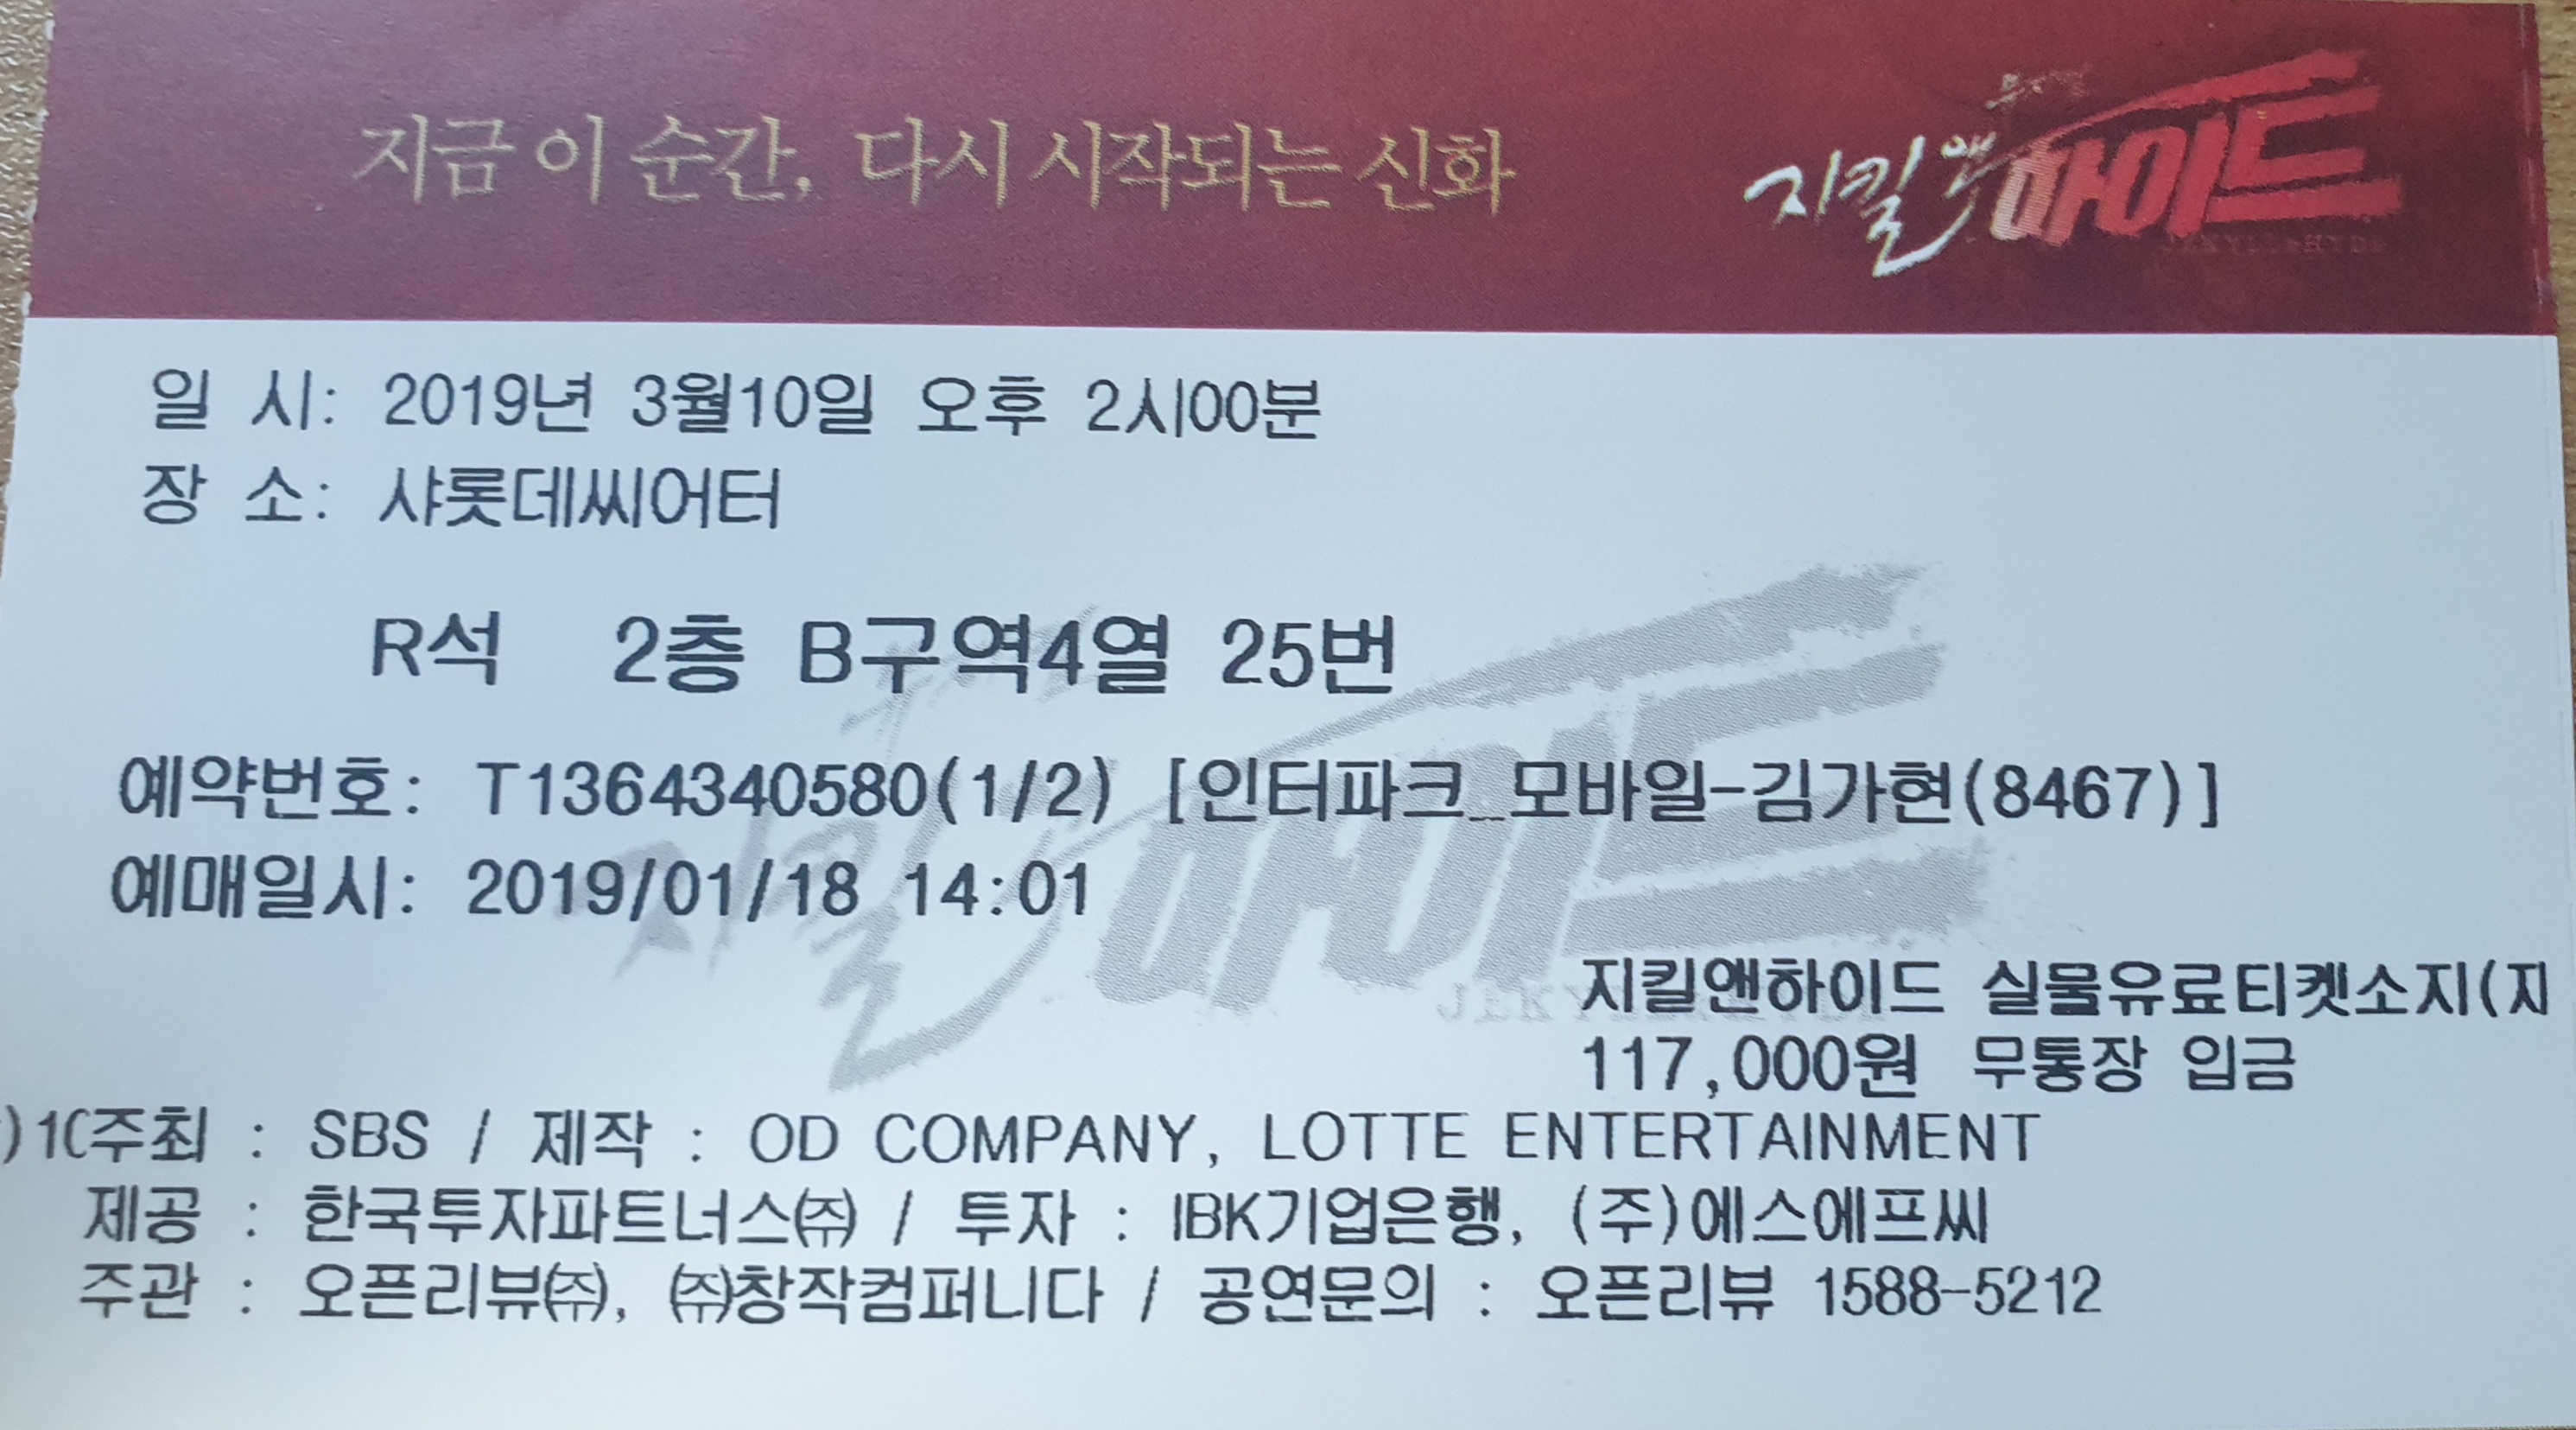 지금 이 순간, 다시 시작되는 신화
뮤지컬
지킬앤하이드
JEKYLL&HYDE
일 시: 2019년 3월10일 오후 2시00분
장 소: 샤롯데씨어터
R석 2층 B구역4열 25번
예약번호: T1364340580(1/2) [인터파크_모바일-김가현(8467)]
예매일시: 2019/01/18 14:01
지킬앤하이드
지킬앤하이드 실물유료티켓소지(지
117,000원 무통장 입금
)10주최 : SBS / 제작 : OD COMPANY, LOTTE ENTERTAINMENT
제공 : 한국투자파트너스㈜ / 투자 : IBK기업은행, (주)에스에프씨
주관 : 오픈리뷰㈜, ㈜창작컴퍼니다 / 공연문의 : 오픈리뷰 1588-5212